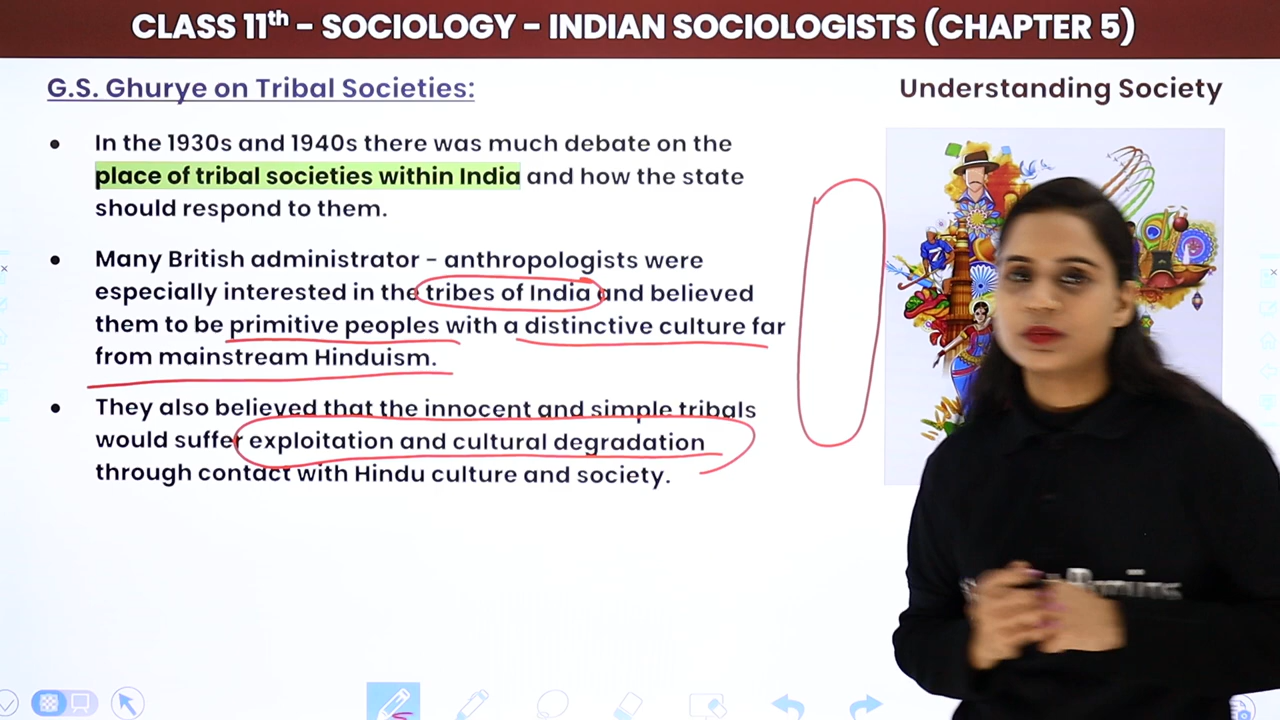 CLASS 11th - SOCIOLOGY - INDIAN SOCIOLOGISTS (CHAPTER 5)
G.S. Ghurye on Tribal Societies:
Understanding Society
• In the 1930s and 1940s there was much debate on the
place of tribal societies within India and how the state
should respond to them.
• Many British administrator - anthropologists were
especially interested in the tribes of India and believed
them to be primitive peoples with a distinctive culture far
from mainstream Hinduism.
• They also believed that the innocent and simple tribals
would suffer exploitation and cultural degradation
through contact with Hindu culture and society.